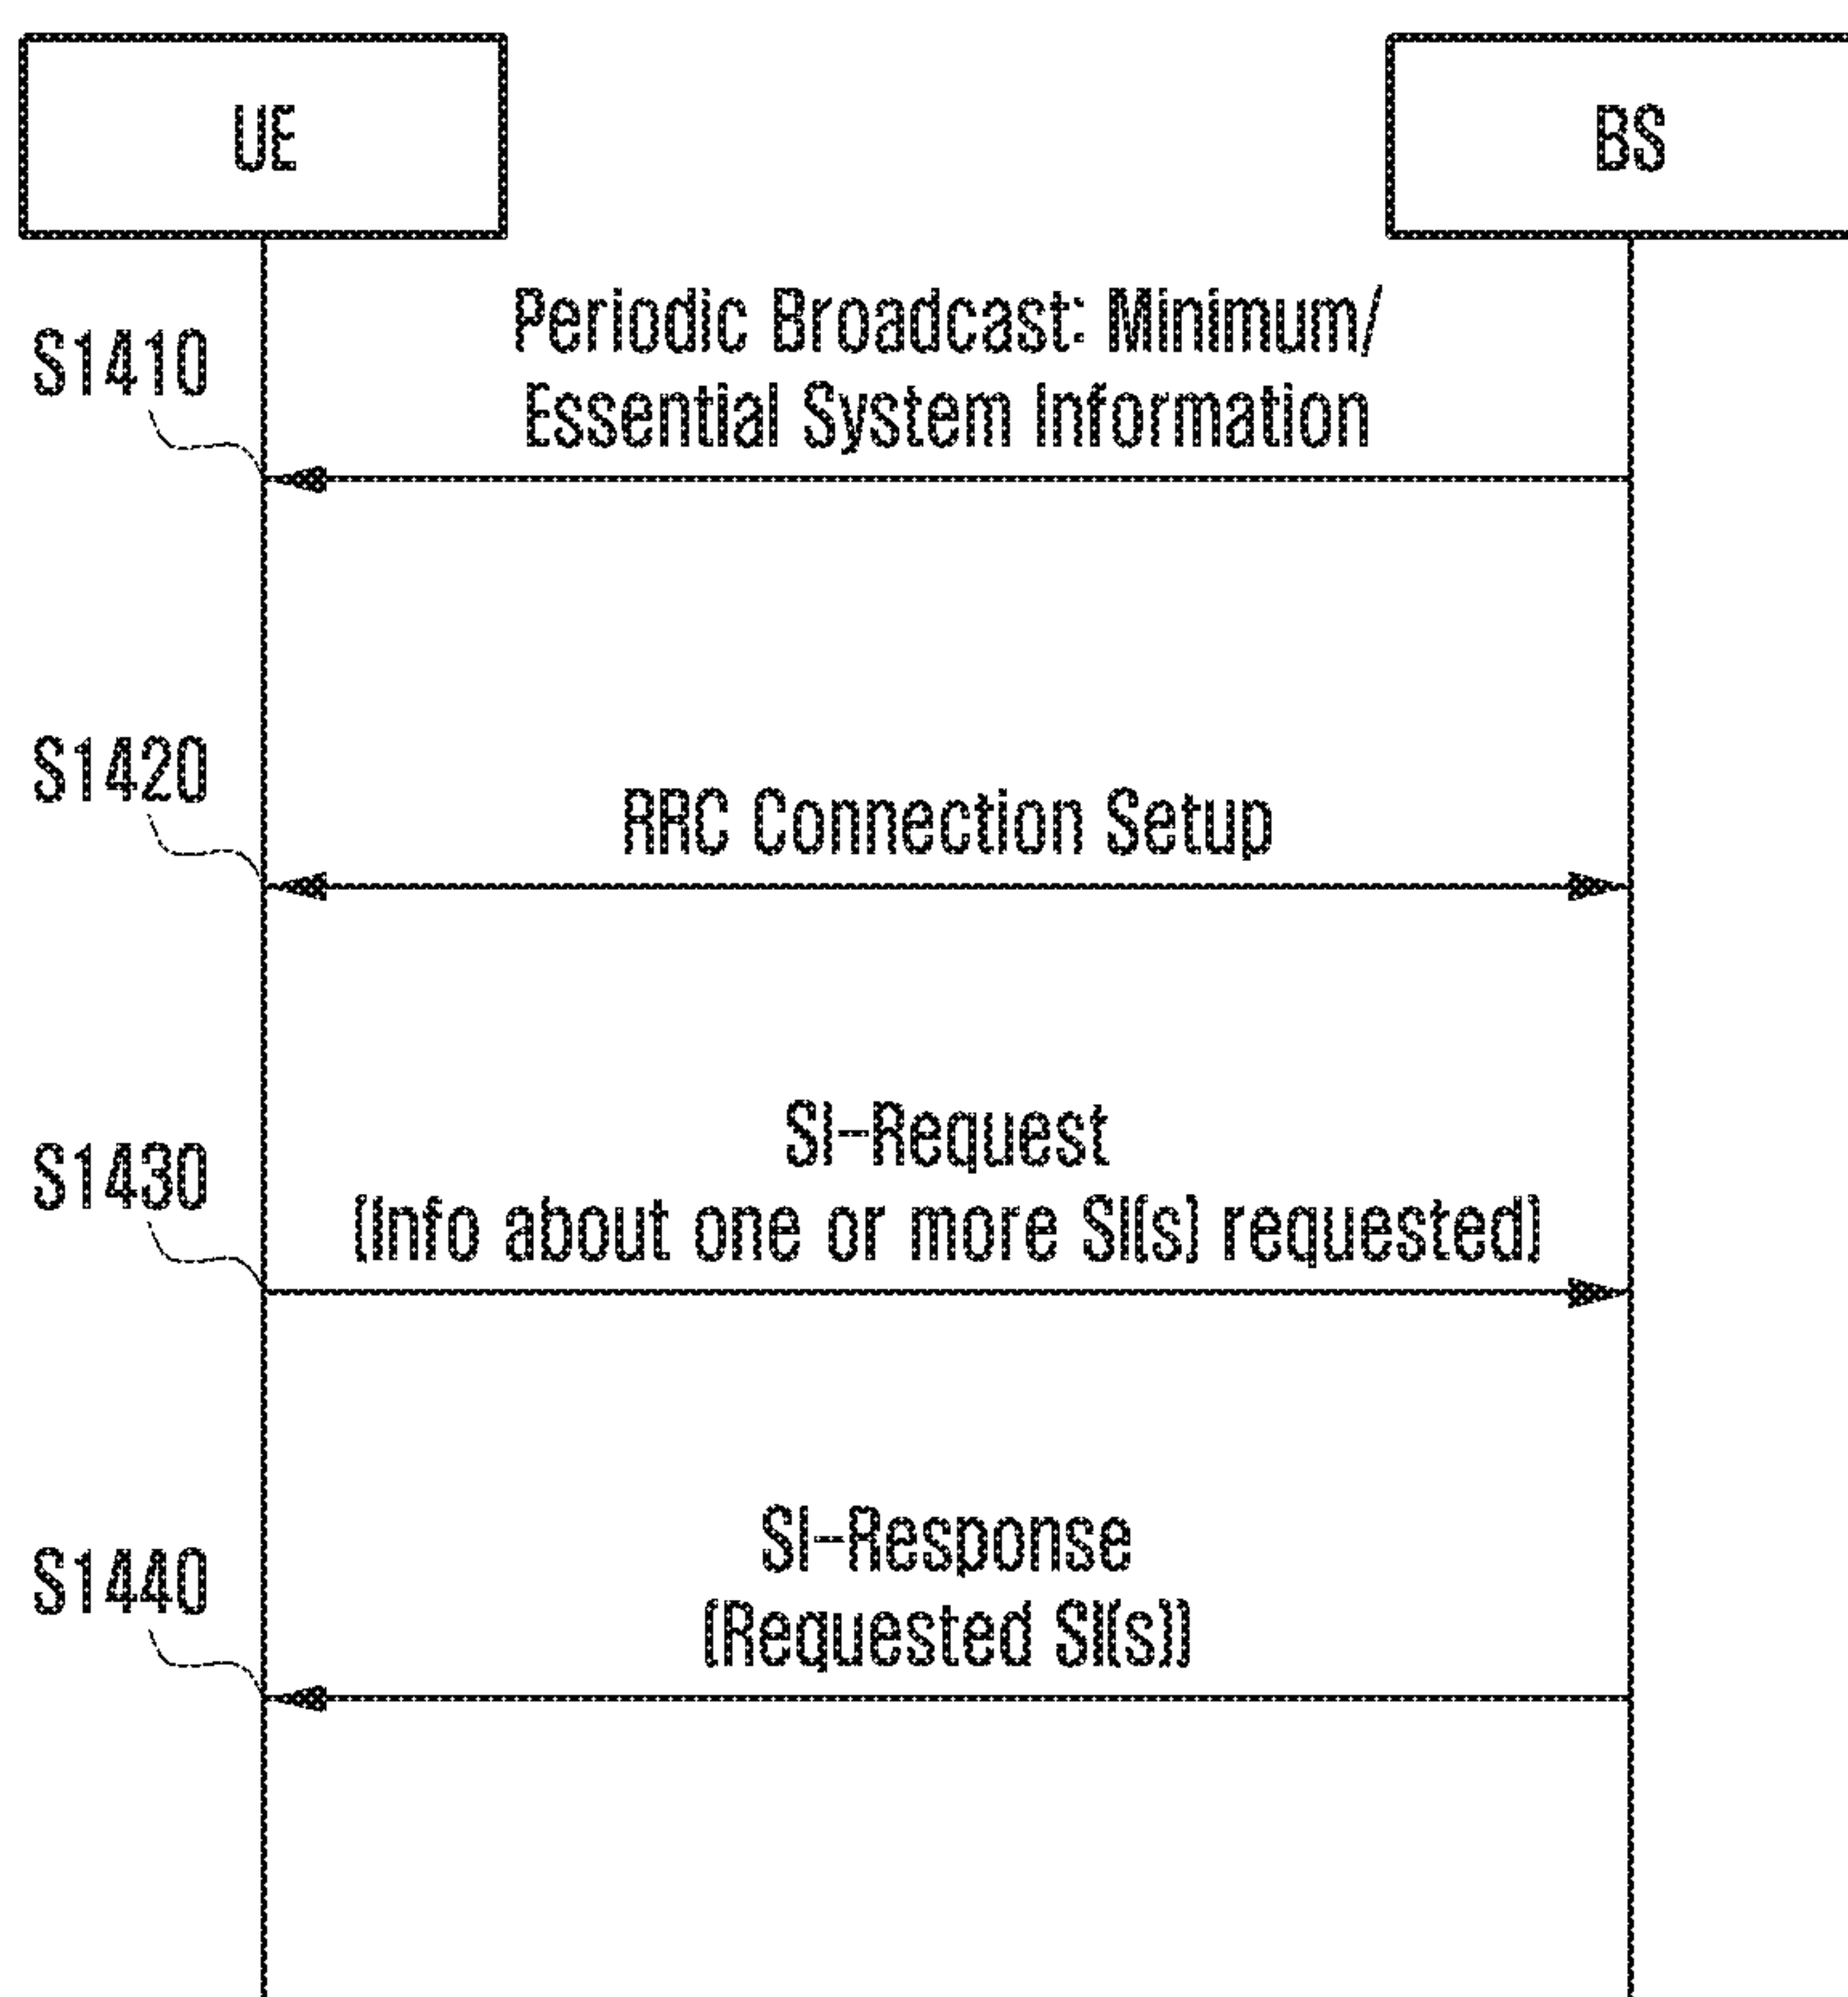 UE
BS
Periodic Broadcast: Minimum/
S1410
Essential System Information
S1420
RRC Connection Setup
SI-Request
S1430
(Info about one or more SI(s) requested)
SI-Response
S1440
(Requested SI(s))